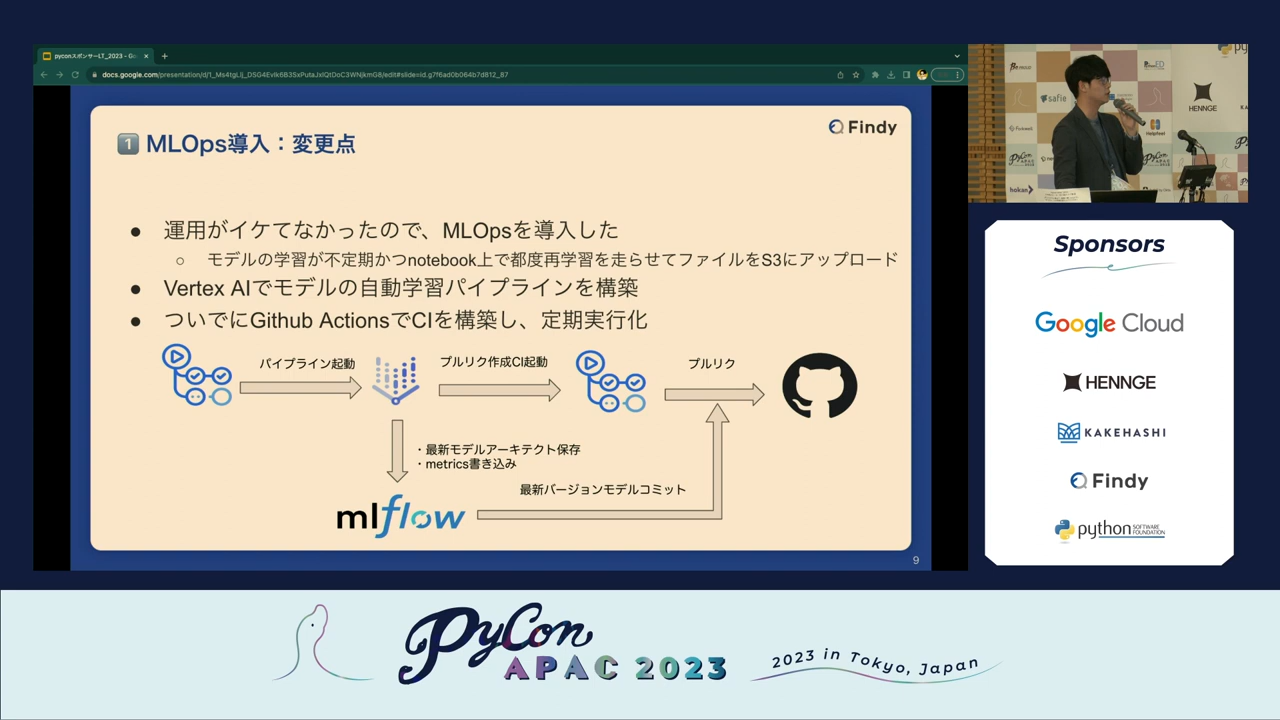 pyconスポンサーLT_2023 - Go
docs.google.com/presentation/d/1_Ms4tgLlj_DSG4Evlk6B3SxPutaJxIQtDoC3WNjkmG8/edit#slide=id.g7f6ad0b064b7d812_87
1 MLOps導入：変更点
Findy
● 運用がイケてなかったので、MLOpsを導入した
○ モデルの学習が不定期かつnotebook上で都度再学習を走らせてファイルをS3にアップロード
● Vertex AIでモデルの自動学習パイプラインを構築
● ついでにGithub ActionsでCIを構築し、定期実行化
パイプライン起動
プルリク作成CI起動
プルリク
・最新モデルアーキテクト保存
・metrics書き込み
最新バージョンモデルコミット
mlflow
9
safie
HENNGE
PyCon
APAC
2023
hokan
Helpfeel
Sponsors
Google Cloud
HENNGE
KAKEHASHI
Findy
python SOFTWARE
FOUNDATION
PyCon
APAC 2023
2023 in Tokyo, Japan